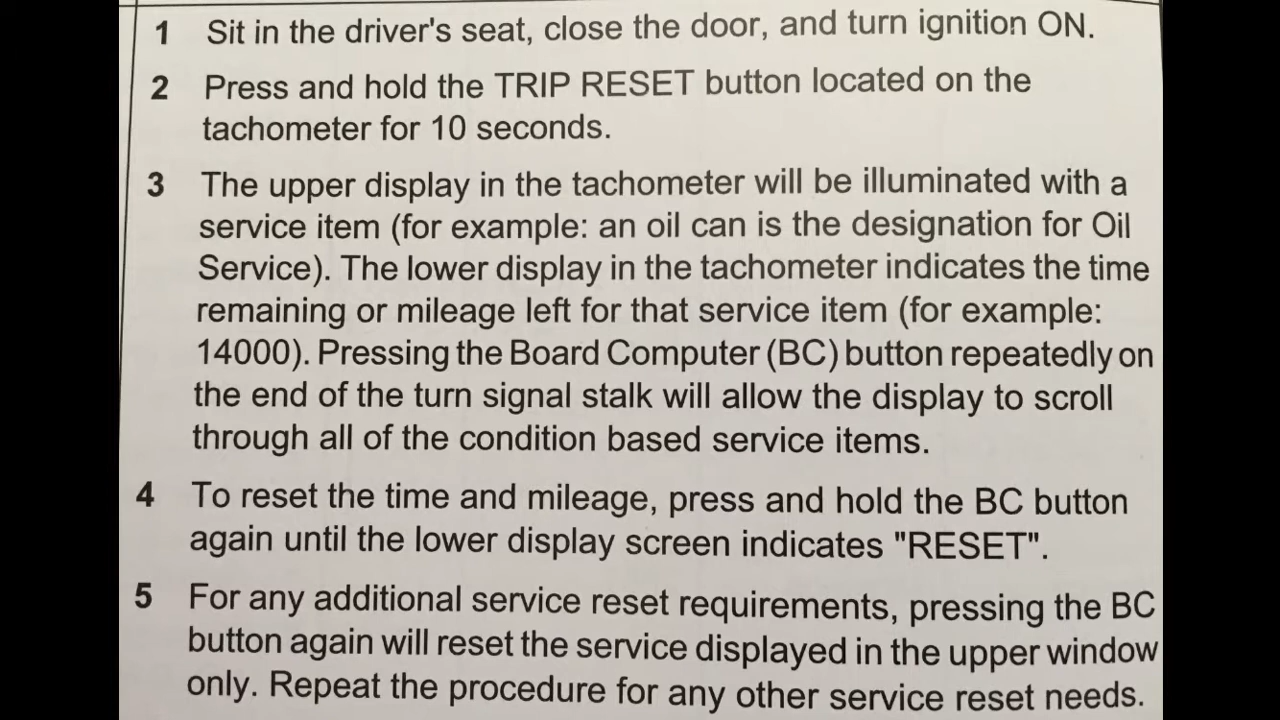 1 Sit in the driver's seat, close the door, and turn ignition ON.
2 Press and hold the TRIP RESET button located on the
tachometer for 10 seconds.
3 The upper display in the tachometer will be illuminated with a
service item (for example: an oil can is the designation for Oil
Service). The lower display in the tachometer indicates the time
remaining or mileage left for that service item (for example:
14000). Pressing the Board Computer (BC) button repeatedly on
the end of the turn signal stalk will allow the display to scroll
through all of the condition based service items.
4 To reset the time and mileage, press and hold the BC button
again until the lower display screen indicates "RESET".
5 For any additional service reset requirements, pressing the BC
button again will reset the service displayed in the upper window
only. Repeat the procedure for any other service reset needs.